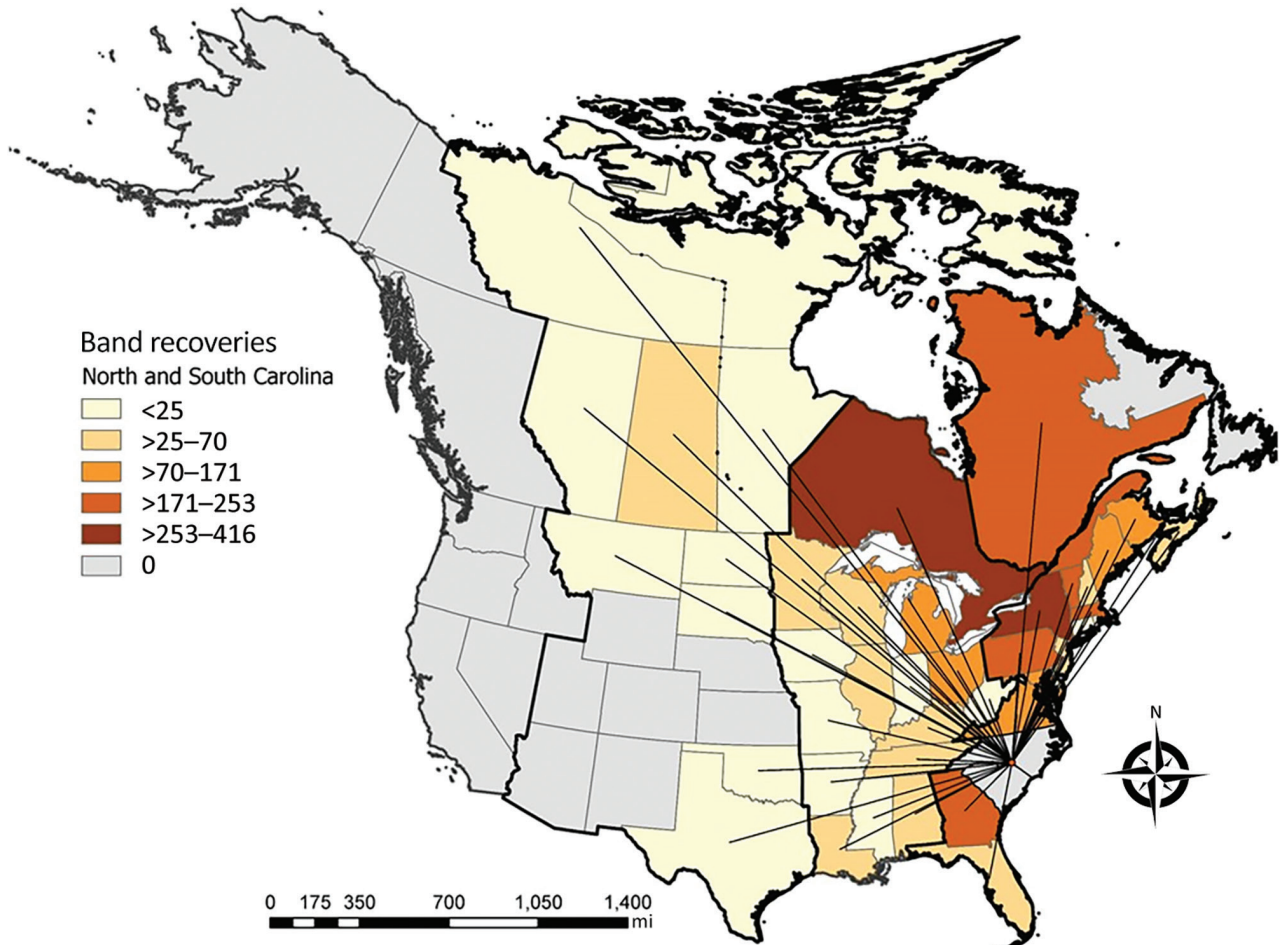 Band recoveries
North and South Carolina
<25
>25–70
>70–171
>171–253
>253–416
0
N
0 175 350 700 1,050 1,400
mi